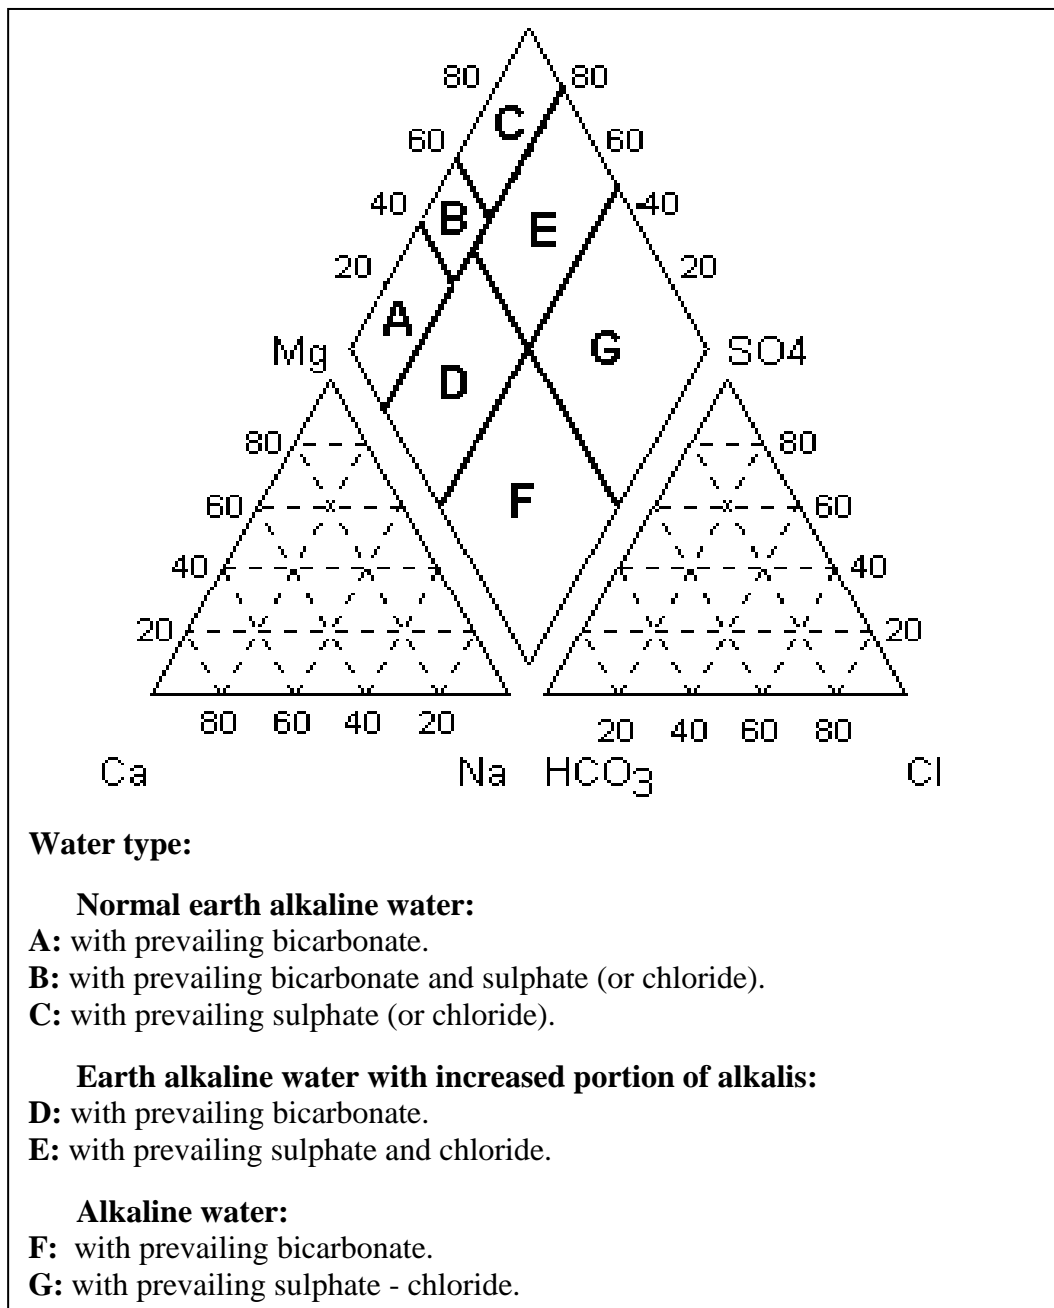 80 80
C
60 60
40 -40
B E
20 20
A
Mg G SO4
D
80 80
60 F 60
40 40
20 20
80 60 40 20 20 40 60 80
Ca Na HCO3 Cl
Water type:
Normal earth alkaline water:
A: with prevailing bicarbonate.
B: with prevailing bicarbonate and sulphate (or chloride).
C: with prevailing sulphate (or chloride).
Earth alkaline water with increased portion of alkalis:
D: with prevailing bicarbonate.
E: with prevailing sulphate and chloride.
Alkaline water:
F: with prevailing bicarbonate.
G: with prevailing sulphate - chloride.